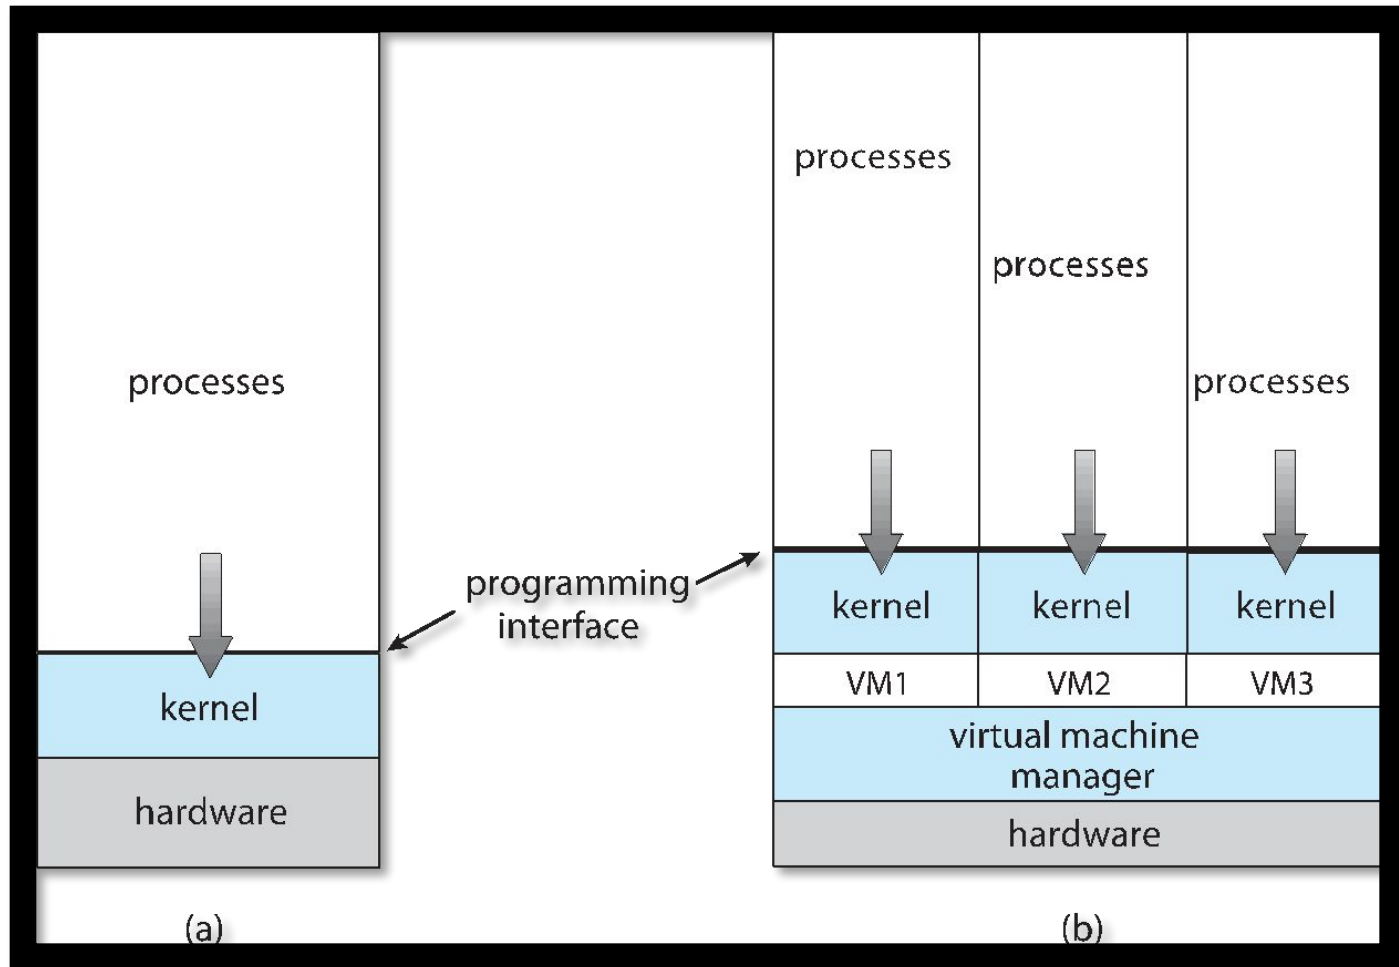 processes
programming
interface
kernel
hardware
(a)
processes
processes
processes
kernel
kernel
kernel
VM1
VM2
VM3
virtual machine
manager
hardware
(b)